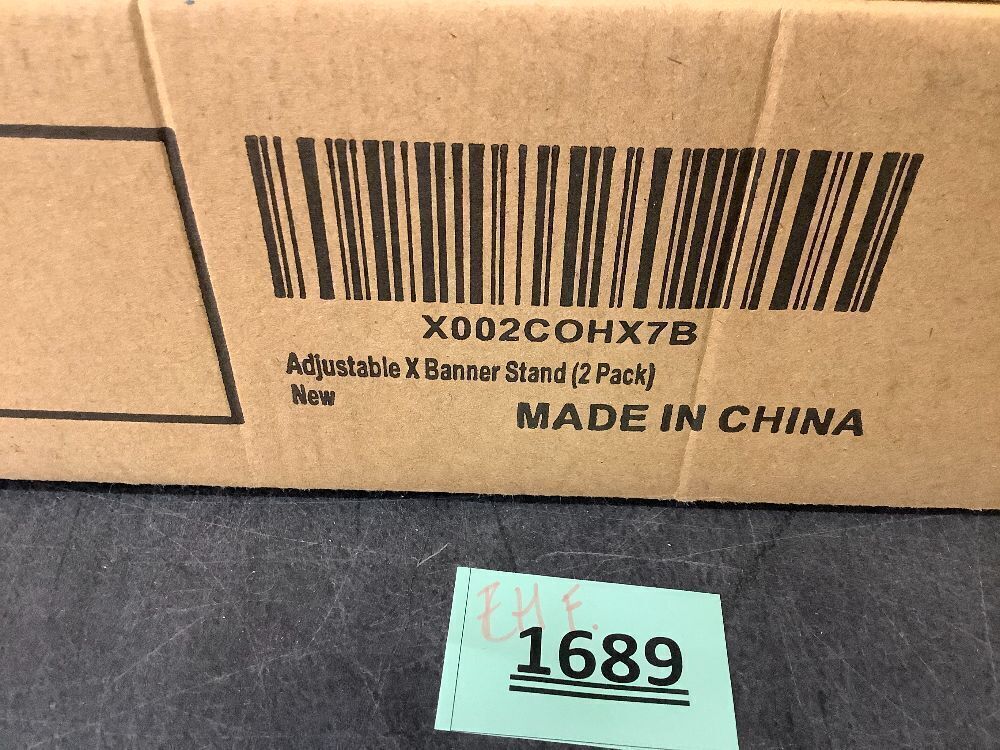 X002COHX7B
Adjustable X Banner Stand (2 Pack)
New
MADE IN CHINA
EHF.
1689